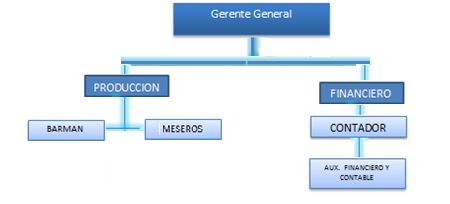 Gerente General
PRODUCCION
FINANCIERO
BARMAN
MESEROS
CONTADOR
AUX. FINANCIERO Y
CONTABLE